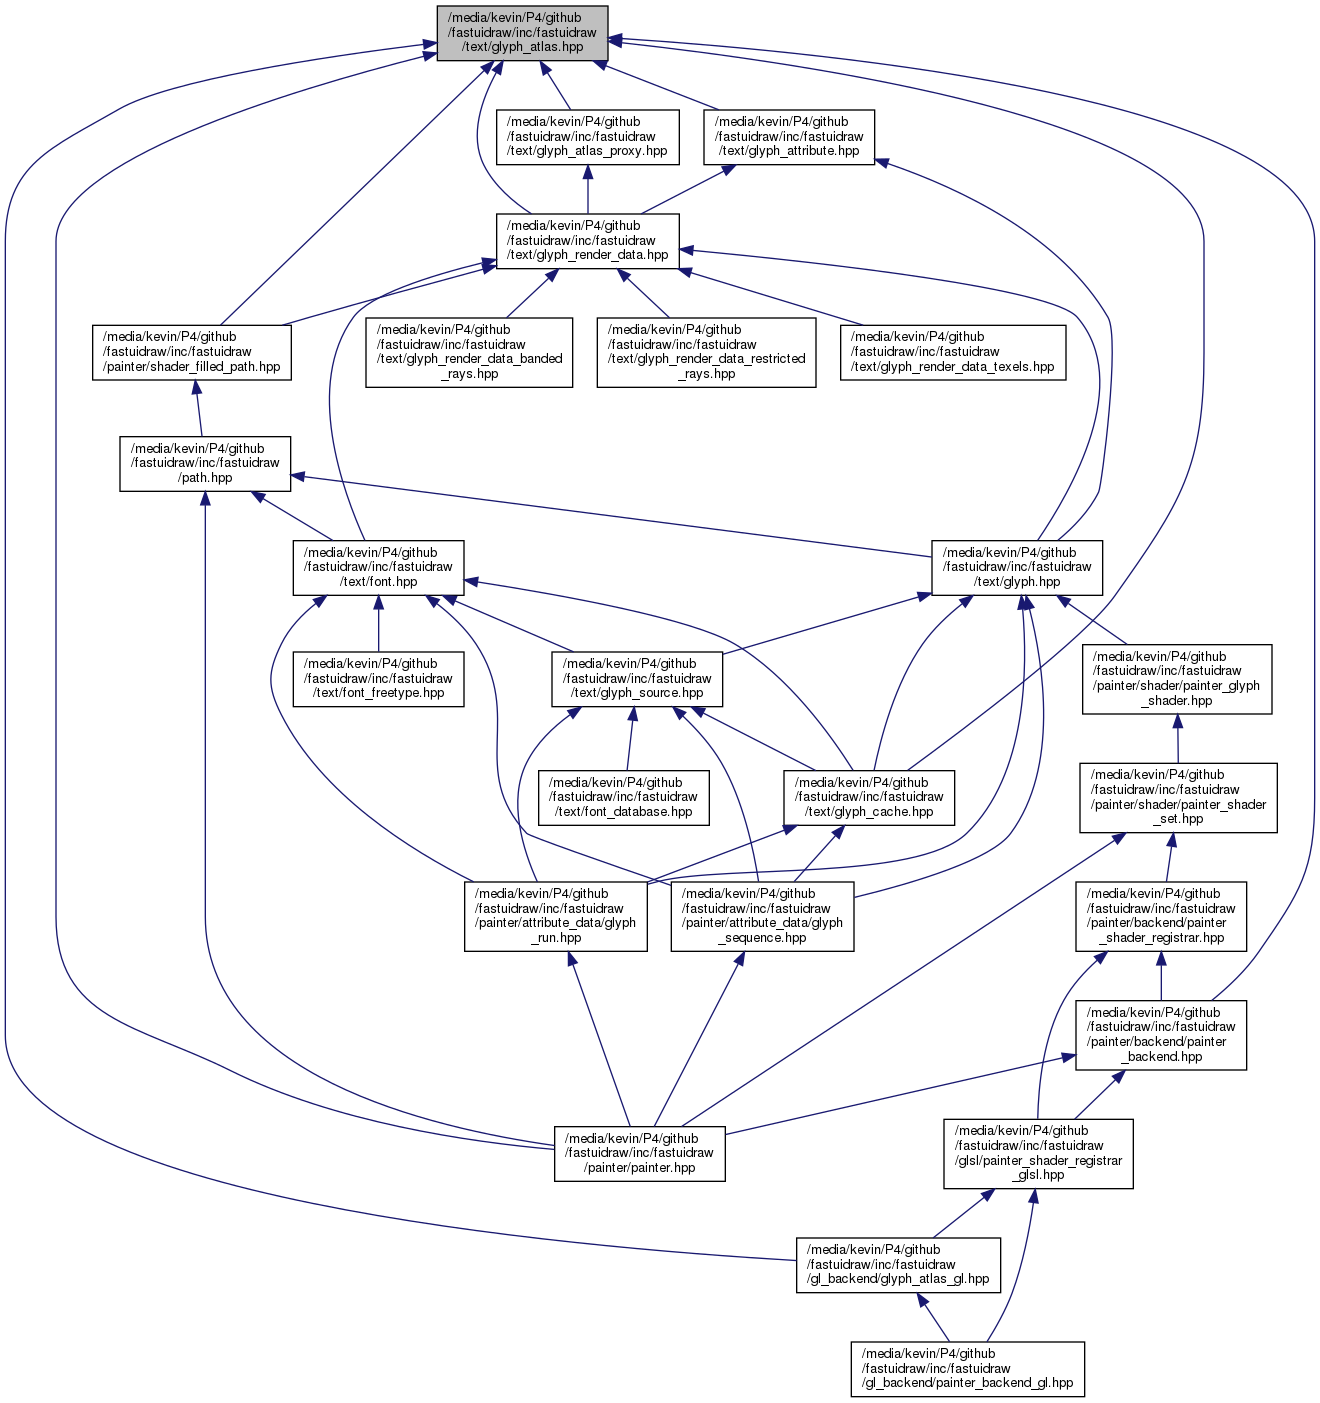 /media/kevin/P4/github
/fastuidraw/inc/fastuidraw
/text/glyph_atlas.hpp
/media/kevin/P4/github
/fastuidraw/inc/fastuidraw
/text/glyph_atlas_proxy.hpp
/media/kevin/P4/github
/fastuidraw/inc/fastuidraw
/text/glyph_attribute.hpp
/media/kevin/P4/github
/fastuidraw/inc/fastuidraw
/text/glyph_render_data.hpp
/media/kevin/P4/github
/fastuidraw/inc/fastuidraw
/painter/shader_filled_path.hpp
/media/kevin/P4/github
/fastuidraw/inc/fastuidraw
/text/glyph_render_data_banded
_rays.hpp
/media/kevin/P4/github
/fastuidraw/inc/fastuidraw
/text/glyph_render_data_restricted
_rays.hpp
/media/kevin/P4/github
/fastuidraw/inc/fastuidraw
/text/glyph_render_data_texels.hpp
/media/kevin/P4/github
/fastuidraw/inc/fastuidraw
/path.hpp
/media/kevin/P4/github
/fastuidraw/inc/fastuidraw
/text/font.hpp
/media/kevin/P4/github
/fastuidraw/inc/fastuidraw
/text/glyph.hpp
/media/kevin/P4/github
/fastuidraw/inc/fastuidraw
/text/font_freetype.hpp
/media/kevin/P4/github
/fastuidraw/inc/fastuidraw
/text/glyph_source.hpp
/media/kevin/P4/github
/fastuidraw/inc/fastuidraw
/painter/shader/painter_glyph
_shader.hpp
/media/kevin/P4/github
/fastuidraw/inc/fastuidraw
/text/font_database.hpp
/media/kevin/P4/github
/fastuidraw/inc/fastuidraw
/text/glyph_cache.hpp
/media/kevin/P4/github
/fastuidraw/inc/fastuidraw
/painter/shader/painter_shader
_set.hpp
/media/kevin/P4/github
/fastuidraw/inc/fastuidraw
/painter/attribute_data/glyph
_run.hpp
/media/kevin/P4/github
/fastuidraw/inc/fastuidraw
/painter/attribute_data/glyph
_sequence.hpp
/media/kevin/P4/github
/fastuidraw/inc/fastuidraw
/painter/backend/painter
_shader_registrar.hpp
/media/kevin/P4/github
/fastuidraw/inc/fastuidraw
/painter/backend/painter
_backend.hpp
/media/kevin/P4/github
/fastuidraw/inc/fastuidraw
/painter/painter.hpp
/media/kevin/P4/github
/fastuidraw/inc/fastuidraw
/glsl/painter_shader_registrar
_glsl.hpp
/media/kevin/P4/github
/fastuidraw/inc/fastuidraw
/gl_backend/glyph_atlas_gl.hpp
/media/kevin/P4/github
/fastuidraw/inc/fastuidraw
/gl_backend/painter_backend_gl.hpp